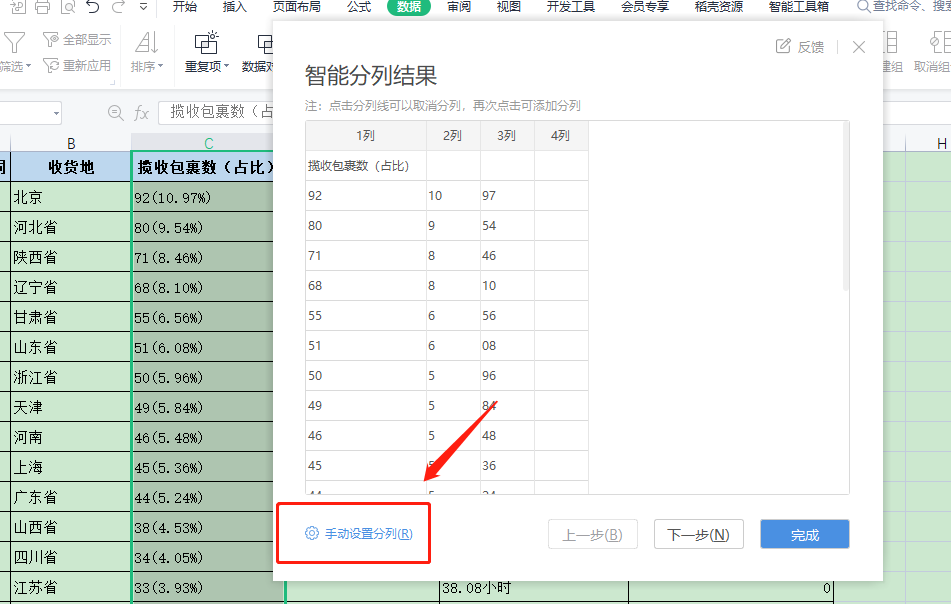 开始 插入 页面布局 公式 数据 审阅 视图 开发工具 会员专享 稻壳资源 智能工具箱 查找命令、搜索
筛选 全部显示 重新应用 排序 重复项 数据对
取消组
智能分列结果
反馈
注：点击分列线可以取消分列，再次点击可添加分列
fx 揽收包裹数（占
B C H
收货地 揽收包裹数（占比）
北京 92(10.97%)
河北省 80(9.54%)
陕西省 71(8.46%)
辽宁省 68(8.10%)
甘肃省 55(6.56%)
山东省 51(6.08%)
浙江省 50(5.96%)
天津 49(5.84%)
河南 46(5.48%)
上海 45(5.36%)
广东省 44(5.24%)
山西省 38(4.53%)
四川省 34(4.05%)
江苏省 33(3.93%) 38.08小时 0
1列 2列 3列 4列
揽收包裹数（占比）
92 10 97
80 9 54
71 8 46
68 8 10
55 6 56
51 6 08
50 5 96
49 5 84
46 5 48
45 5 36
44 5 24
手动设置分列(R)
上一步(B) 下一步(N) 完成